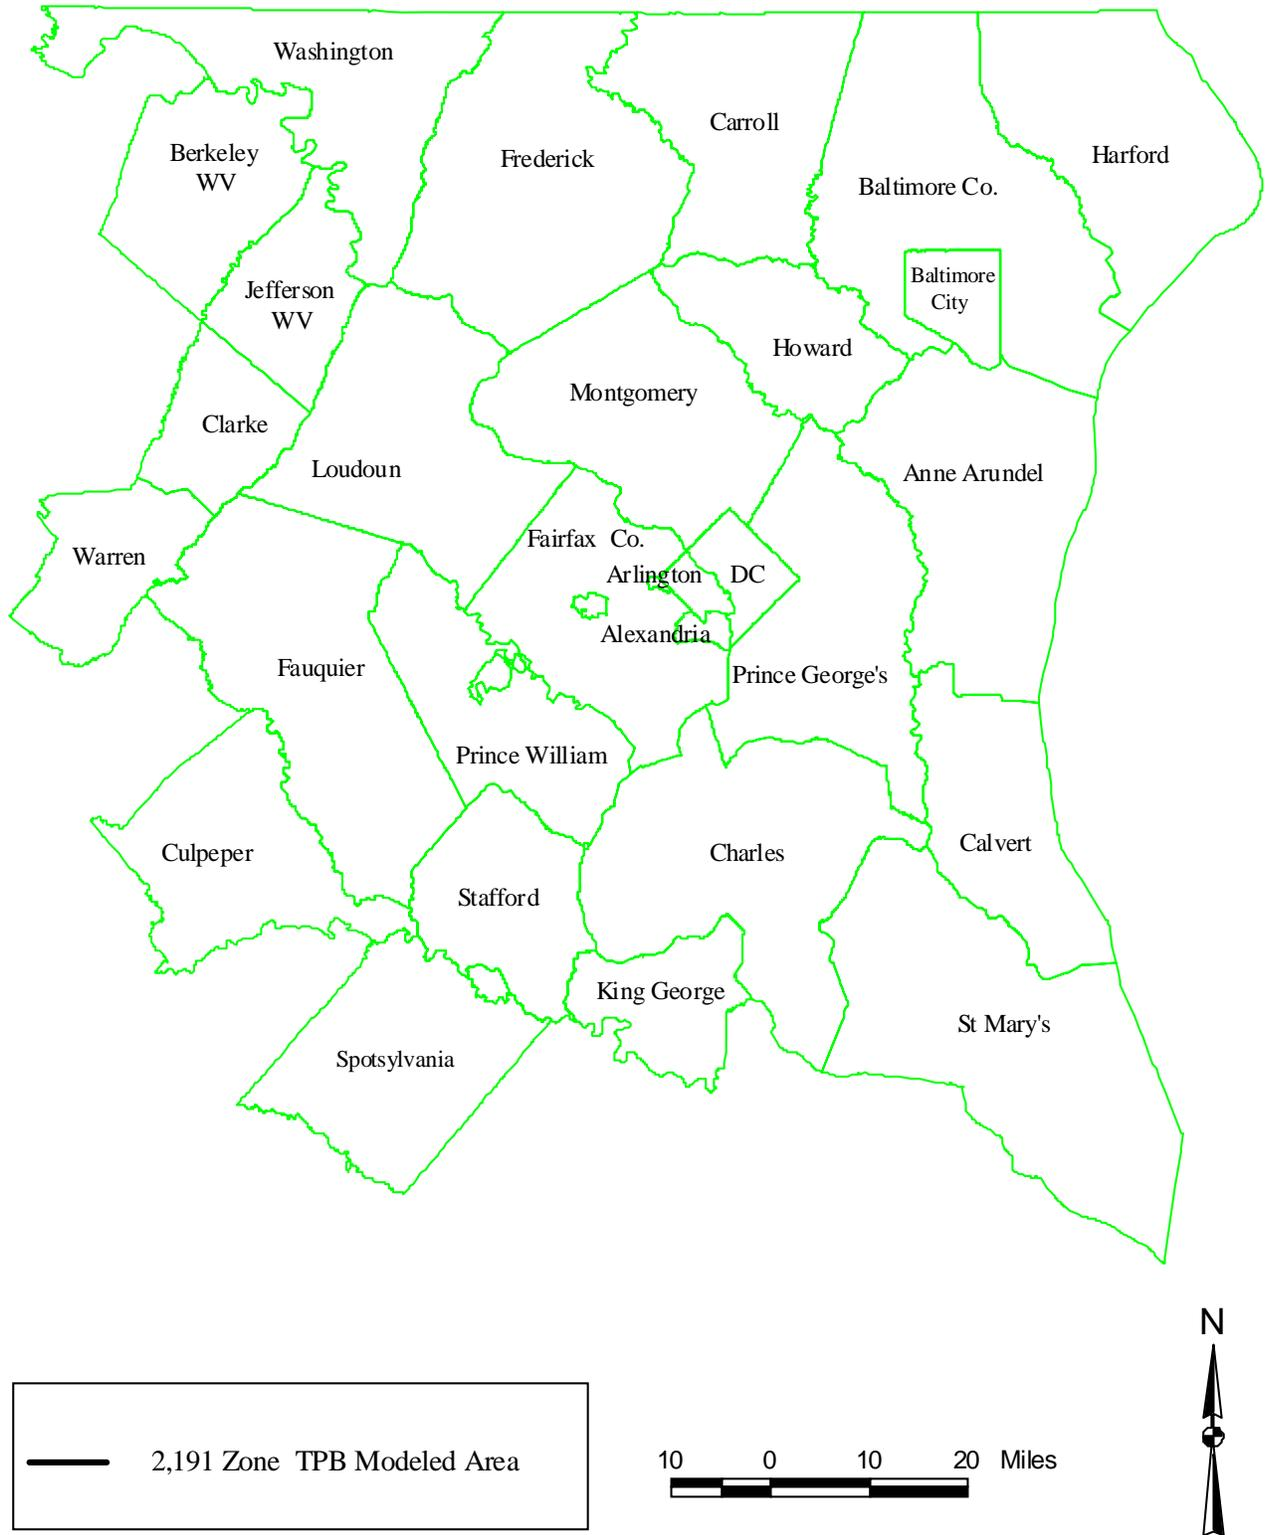 Washington
Carroll
Berkeley
WV
Frederick
Harford
Baltimore Co.
Jefferson
WV
Baltimore
City
Howard
Montgomery
Clarke
Loudoun
Anne Arundel
Fairfax Co.
Warren
Arlington
DC
Alexandria
Fauquier
Prince George's
Prince William
Culpeper
Charles
Calvert
Stafford
King George
St Mary's
Spotsylvania
N
2,191 Zone TPB Modeled Area
10 0 10 20 Miles